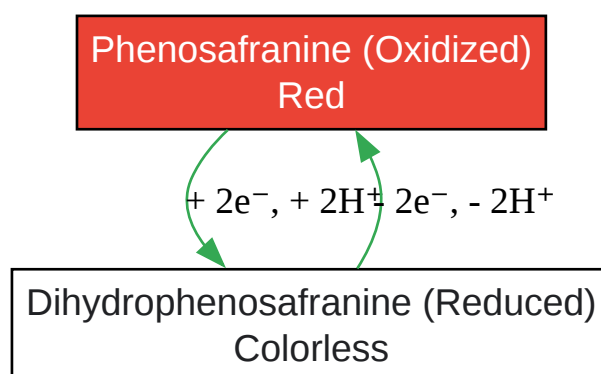 Phenosafranine (Oxidized)
Red
+ 2e⁻, + 2H⁺
- 2e⁻, - 2H⁺
Dihydrophenosafranine (Reduced)
Colorless